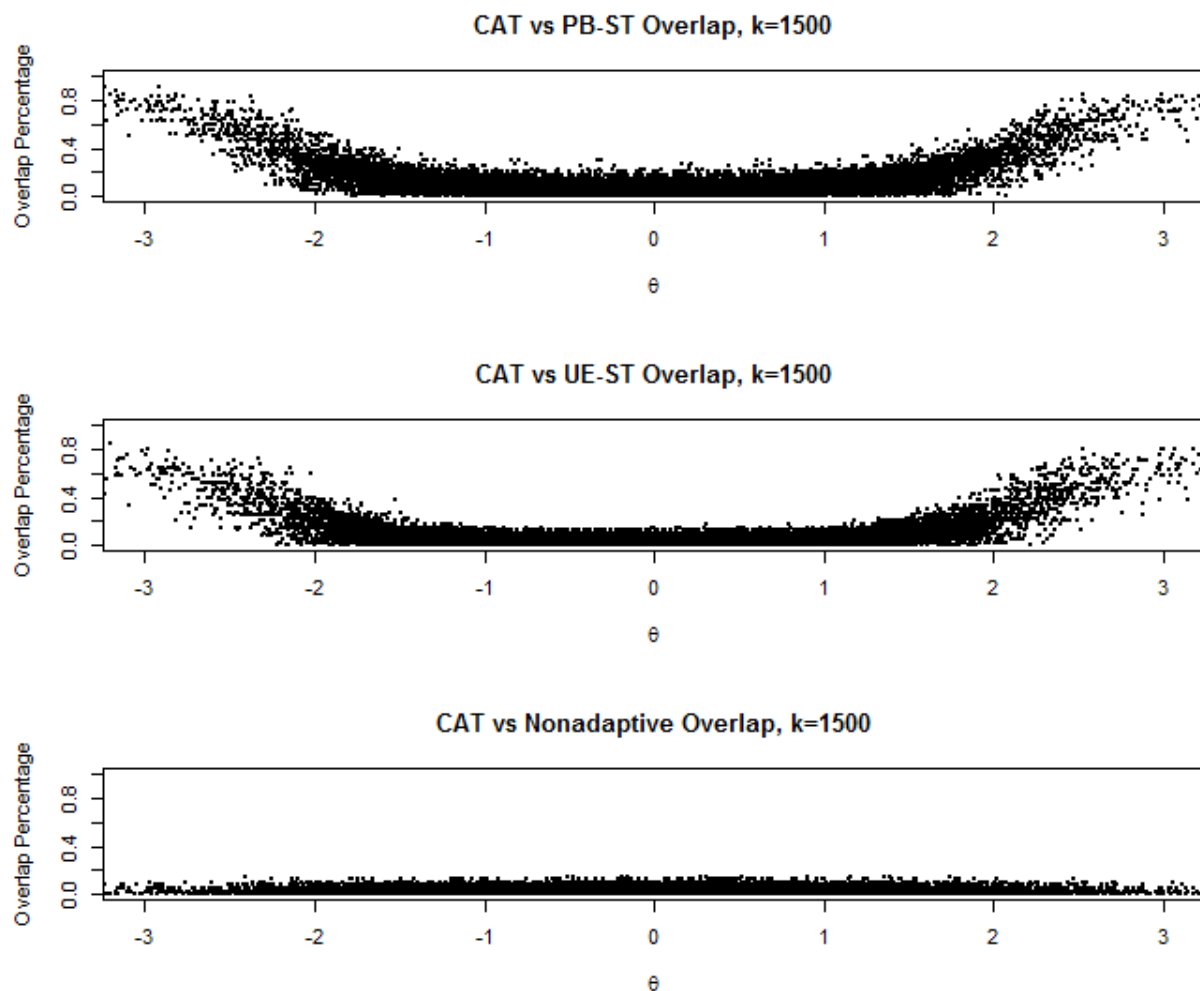 CAT vs PB-ST Overlap, k=1500
Overlap Percentage
0.8
0.4
0.0
-3 -2 -1 0 1 2 3
θ
CAT vs UE-ST Overlap, k=1500
Overlap Percentage
0.8
0.4
0.0
-3 -2 -1 0 1 2 3
θ
CAT vs Nonadaptive Overlap, k=1500
Overlap Percentage
0.8
0.4
0.0
-3 -2 -1 0 1 2 3
θ